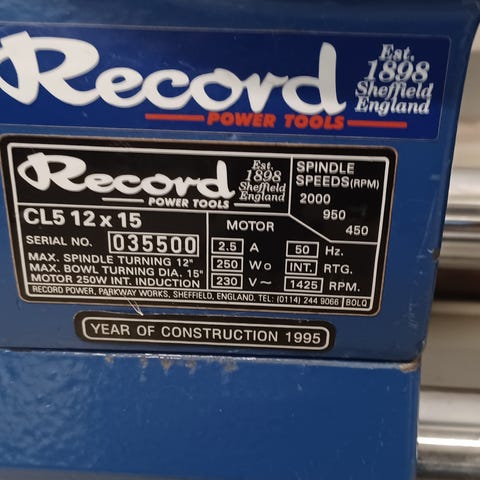 Record
POWER TOOLS
Est.
1898
Sheffield
England
Record
POWER TOOLS
Est.
1898
Sheffield
England
CL5 12 x 15
SERIAL NO. 035500
MAX. SPINDLE TURNING 12"
MAX. BOWL TURNING DIA. 15"
MOTOR 250W INT. INDUCTION
MOTOR
2.5 A 50 Hz.
250 Wo INT. RTG.
230 V~ 1425 RPM.
SPINDLE
SPEEDS(RPM)
2000
950
450
RECORD POWER, PARKWAY WORKS, SHEFFIELD, ENGLAND. TEL: (0114) 244 9066 BOLQ
YEAR OF CONSTRUCTION 1995